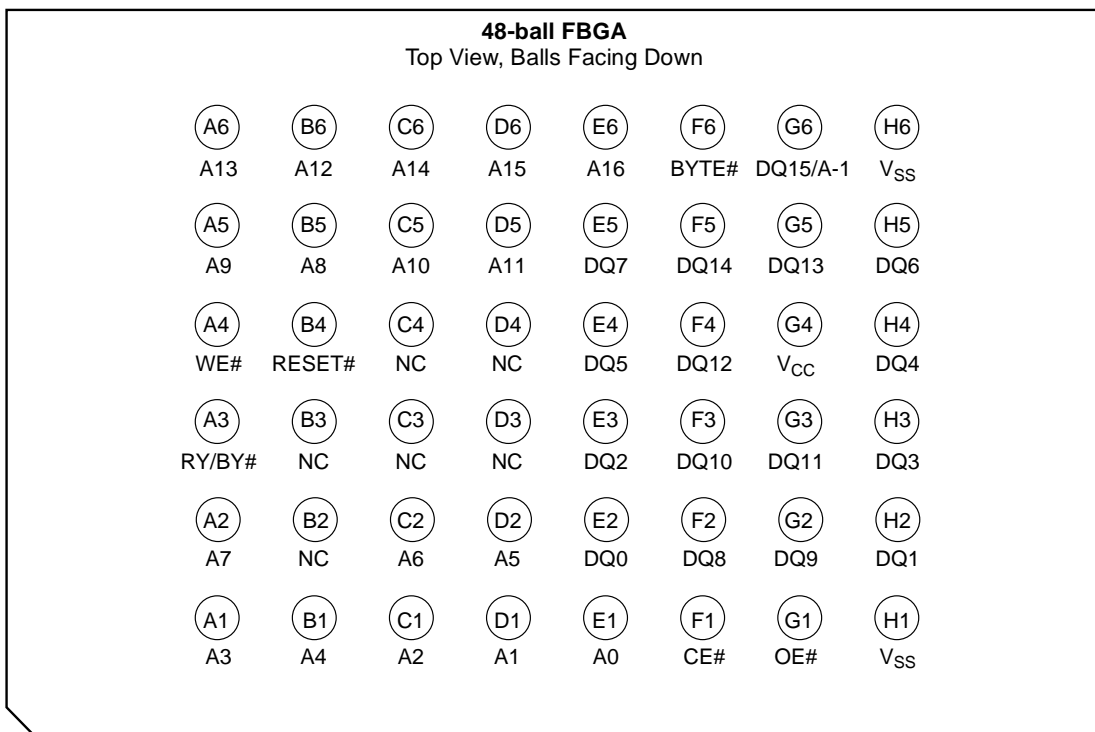 48-ball FBGA
Top View, Balls Facing Down
A6 B6 C6 D6 E6 F6 G6 H6
A13 A12 A14 A15 A16 BYTE# DQ15/A-1 VSS
A5 B5 C5 D5 E5 F5 G5 H5
A9 A8 A10 A11 DQ7 DQ14 DQ13 DQ6
A4 B4 C4 D4 E4 F4 G4 H4
WE# RESET# NC NC DQ5 DQ12 VCC DQ4
A3 B3 C3 D3 E3 F3 G3 H3
RY/BY# NC NC NC DQ2 DQ10 DQ11 DQ3
A2 B2 C2 D2 E2 F2 G2 H2
A7 NC A6 A5 DQ0 DQ8 DQ9 DQ1
A1 B1 C1 D1 E1 F1 G1 H1
A3 A4 A2 A1 A0 CE# OE# VSS